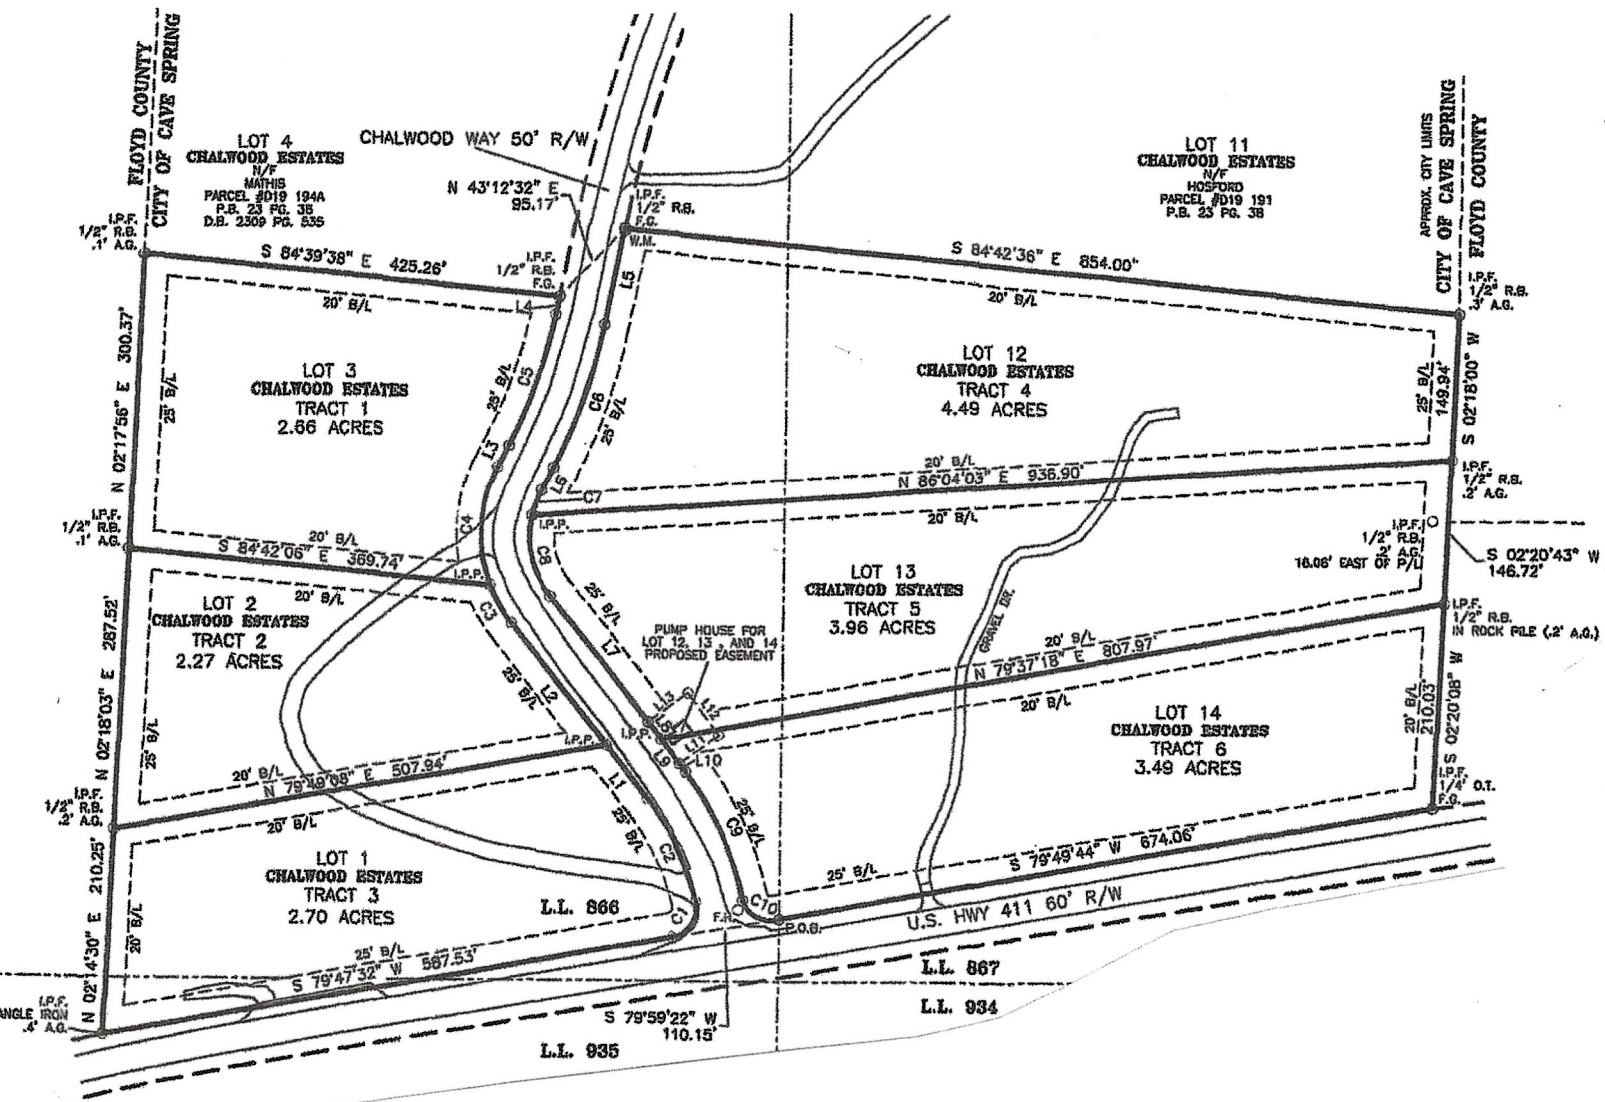 FLOYD COUNTY
CITY OF CAVE SPRING
LOT 4
CHALWOOD ESTATES
N/F
MATHIS
PARCEL #D19 194A
P.B. 23 PG. 38
D.B. 2309 PG. 535
CHALWOOD WAY 50' R/W
N 43°12'32" E
95.17'
I.P.F.
1/2" R.B.
F.G.
W.M.
LOT 11
CHALWOOD ESTATES
N/F
HOSFORD
PARCEL #D19 191
P.B. 23 PG. 38
APPROX. CITY LIMITS
CITY OF CAVE SPRING
FLOYD COUNTY
I.P.F.
1/2" R.B.
.1' A.G.
S 84°39'38" E 425.26'
20' B/L
I.P.F.
1/2" R.B.
F.G.
L4
L5
S 84°42'36" E 854.00'
20' B/L
I.P.F.
1/2" R.B.
.3' A.G.
N 02°17'56" E 300.37'
25' B/L
LOT 3
CHALWOOD ESTATES
TRACT 1
2.66 ACRES
25' B/L
C5
L3
C6
25' B/L
LOT 12
CHALWOOD ESTATES
TRACT 4
4.49 ACRES
25' B/L
149.94'
S 02°18'00" W
L6
C7
20' B/L
N 86°04'03" E 936.90'
20' B/L
I.P.F.
1/2" R.B.
.2' A.G.
I.P.F.
1/2" R.B.
.1' A.G.
20' B/L
S 84°42'06" E 369.74'
20' B/L
C4
I.P.P.
I.P.P.
C8
C3
I.P.F.
1/2" R.B.
.2' A.G.
16.06' EAST OF P/L
S 02°20'43" W
146.72'
LOT 2
CHALWOOD ESTATES
TRACT 2
2.27 ACRES
N 02°18'03" E 287.52'
25' B/L
25' B/L
L2
25' B/L
L7
LOT 13
CHALWOOD ESTATES
TRACT 5
3.96 ACRES
GRAVEL DR.
PUMP HOUSE FOR
LOT 12, 13 , AND 14
PROPOSED EASEMENT
20' B/L
N 79°37'18" E 807.97'
20' B/L
I.P.F.
1/2" R.B.
IN ROCK PILE (.2' A.G.)
L13
L12
L8
L11
I.P.P.
L9
L10
LOT 14
CHALWOOD ESTATES
TRACT 6
3.49 ACRES
20' B/L
210.03'
S 02°20'08" W
I.P.F.
1/2" R.B.
.2' A.G.
20' B/L
N 79°49'08" E 507.94'
20' B/L
I.P.P.
L1
25' B/L
C2
25' B/L
C9
I.P.F.
1/4' O.T.
F.G.
LOT 1
CHALWOOD ESTATES
TRACT 3
2.70 ACRES
N 02°14'30" E 210.25'
20' B/L
L.L. 866
C1
F.H.
C10
P.O.B.
25' B/L
S 79°49'44" W 674.06'
U.S. HWY 411 60' R/W
25' B/L
S 79°47'32" W 587.53'
L.L. 867
I.P.F.
ANGLE IRON
.4' A.G.
S 79°59'22" W
110.15'
L.L. 934
L.L. 935